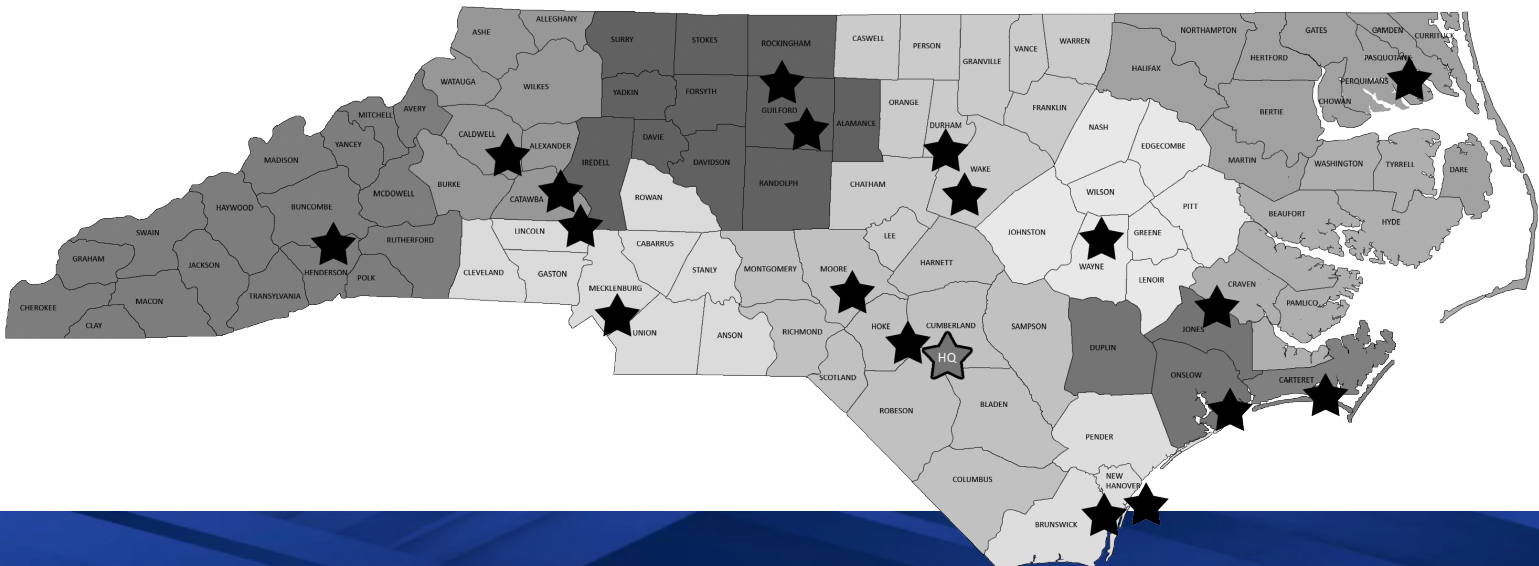 ASHE
ALLEGHANY
SURRY
STOKES
ROCKINGHAM
CASWELL
PERSON
GRANVILLE
VANCE
WARREN
NORTHAMPTON
HALIFAX
HERTFORD
GATES
CAMDEN
CURRITUCK
PASQUOTANK
PERQUIMANS
CHOWAN
BERTIE
WATAUGA
WILKES
YADKIN
FORSYTH
GUILFORD
ALAMANCE
ORANGE
DURHAM
FRANKLIN
NASH
EDGECOMBE
MARTIN
WASHINGTON
TYRRELL
DARE
MITCHELL
AVERY
YANCEY
MADISON
CALDWELL
ALEXANDER
IREDELL
DAVIE
DAVIDSON
RANDOLPH
CHATHAM
WAKE
WILSON
PITT
BEAUFORT
HYDE
HAYWOOD
BUNCOMBE
MCDOWELL
BURKE
CATAWBA
ROWAN
LINCOLN
LEE
JOHNSTON
GREENE
WAYNE
SWAIN
GRAHAM
JACKSON
RUTHERFORD
CLEVELAND
GASTON
CABARRUS
STANLY
MONTGOMERY
MOORE
HARNETT
LENOIR
CRAVEN
PAMLICO
CHEROKEE
MACON
CLAY
TRANSYLVANIA
HENDERSON
POLK
MECKLENBURG
UNION
ANSON
RICHMOND
HOKE
CUMBERLAND
HQ
SAMPSON
DUPLIN
JONES
ONSLOW
CARTERET
SCOTLAND
ROBESON
BLADEN
PENDER
COLUMBUS
NEW
HANOVER
BRUNSWICK